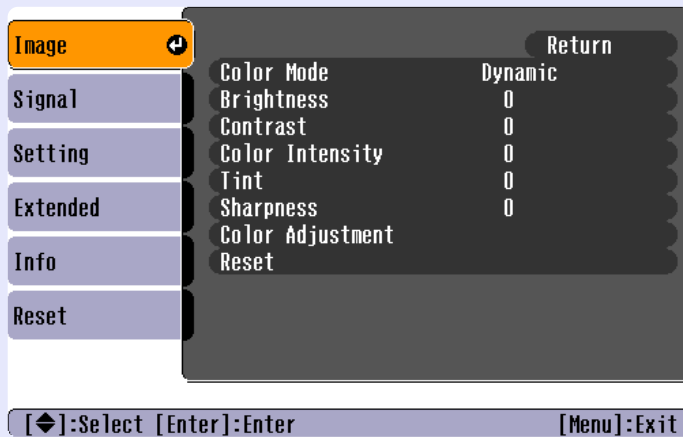 Image
Signal
Setting
Extended
Info
Reset
Return
Color Mode Dynamic
Brightness 0
Contrast 0
Color Intensity 0
Tint 0
Sharpness 0
Color Adjustment
Reset
[◆]:Select [Enter]:Enter [Menu]:Exit